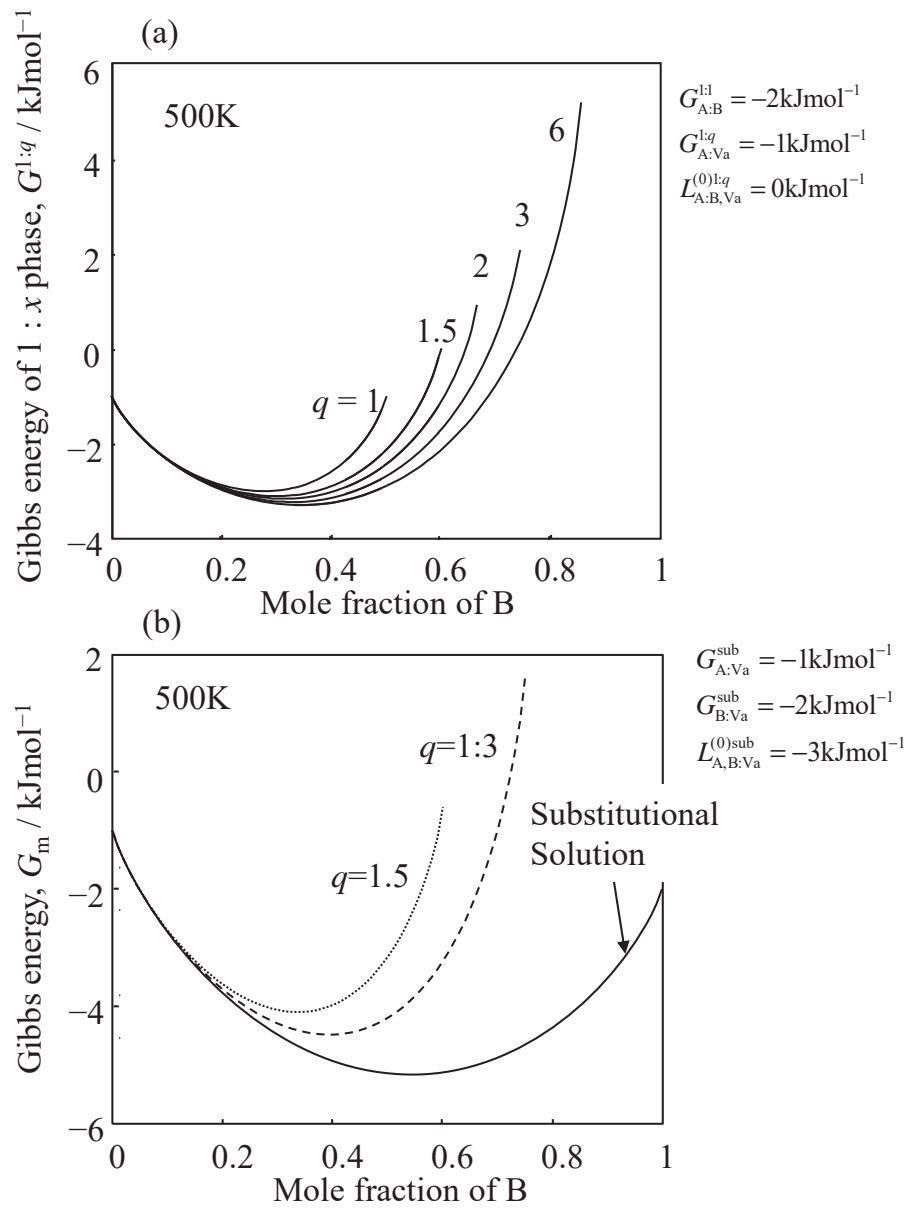 (a)
Gibbs energy of 1 : x phase, G^{1:q} / kJmol⁻¹
6
4
2
0
−2
−4
500K
6
3
2
1.5
q = 1
0
0.2
0.4
0.6
0.8
1
Mole fraction of B
G^{1:1}_{A:B} = −2kJmol⁻¹
G^{1:q}_{A:Va} = −1kJmol⁻¹
L^{(0)1:q}_{A:B,Va} = 0kJmol⁻¹
(b)
Gibbs energy, G_m / kJmol⁻¹
2
0
−2
−4
−6
500K
q=1:3
q=1.5
Substitutional
Solution
0
0.2
0.4
0.6
0.8
1
Mole fraction of B
G^{sub}_{A:Va} = −1kJmol⁻¹
G^{sub}_{B:Va} = −2kJmol⁻¹
L^{(0)sub}_{A,B:Va} = −3kJmol⁻¹